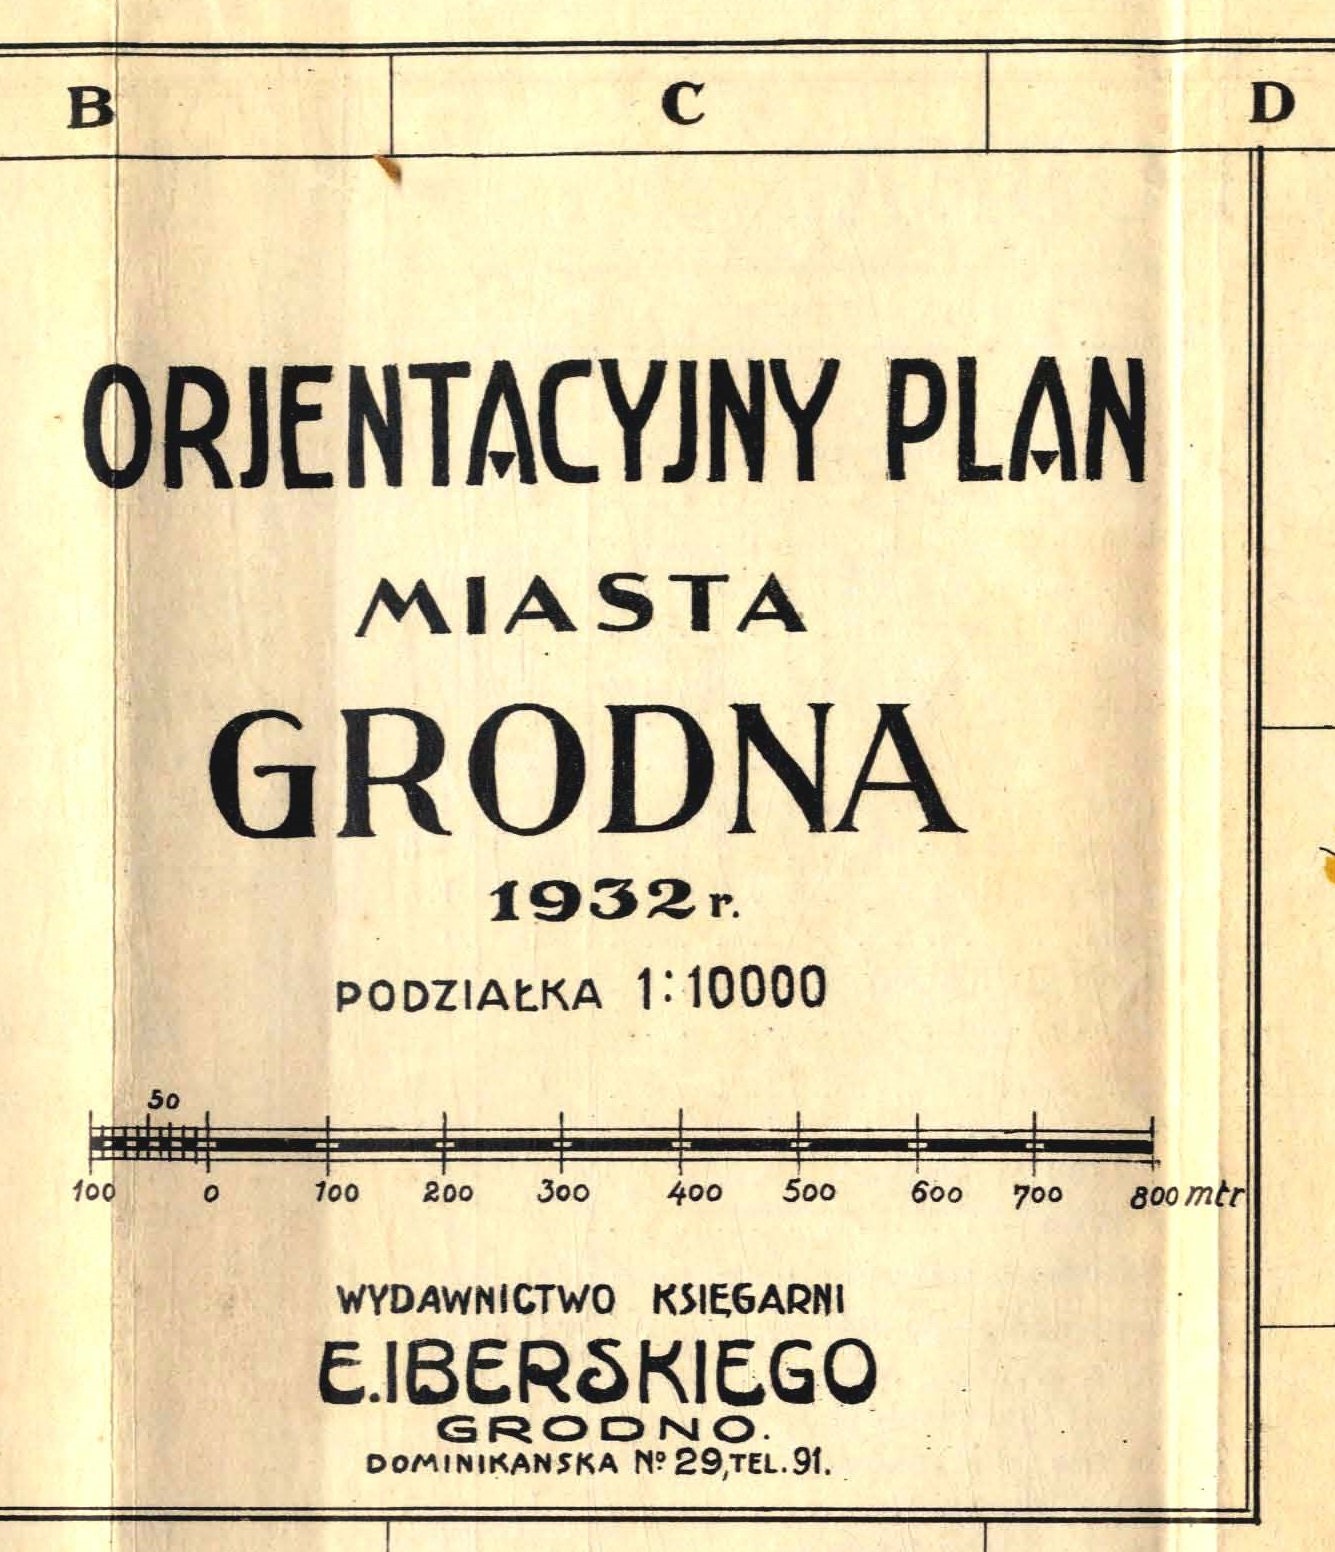 B C D
ORJENTACYJNY PLAN
MIASTA
GRODNA
1932 r.
PODZIAŁKA 1:10000
50
100 0 100 200 300 400 500 600 700 800 mtr
WYDAWNICTWO KSIĘGARNI
E. IBERSKIEGO
GRODNO.
DOMINIKANSKA Nº 29, TEL. 91.